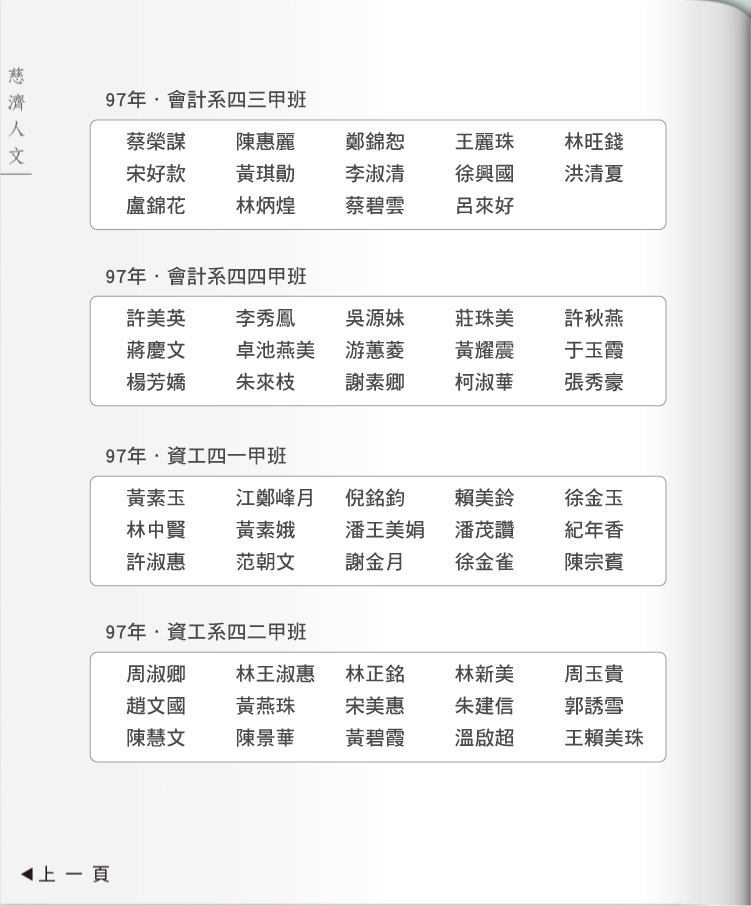 慈濟人文
97年・會計系四三甲班
蔡榮謀 陳惠麗 鄭錦恕 王麗珠 林旺錢
宋好款 黃琪勛 李淑清 徐興國 洪清夏
盧錦花 林炳煌 蔡碧雲 呂來好
97年・會計系四四甲班
許美英 李秀鳳 吳源妹 莊珠美 許秋燕
蔣慶文 卓池燕美 游蕙菱 黃耀震 于玉霞
楊芳嬌 朱來枝 謝素卿 柯淑華 張秀豪
97年・資工四一甲班
黃素玉 江鄭峰月 倪銘鈞 賴美鈴 徐金玉
林中賢 黃素娥 潘王美娟 潘茂讚 紀年香
許淑惠 范朝文 謝金月 徐金雀 陳宗賓
97年・資工系四二甲班
周淑卿 林王淑惠 林正銘 林新美 周玉貴
趙文國 黃燕珠 宋美惠 朱建信 郭誘雪
陳慧文 陳景華 黃碧霞 溫啟超 王賴美珠
◀上一頁